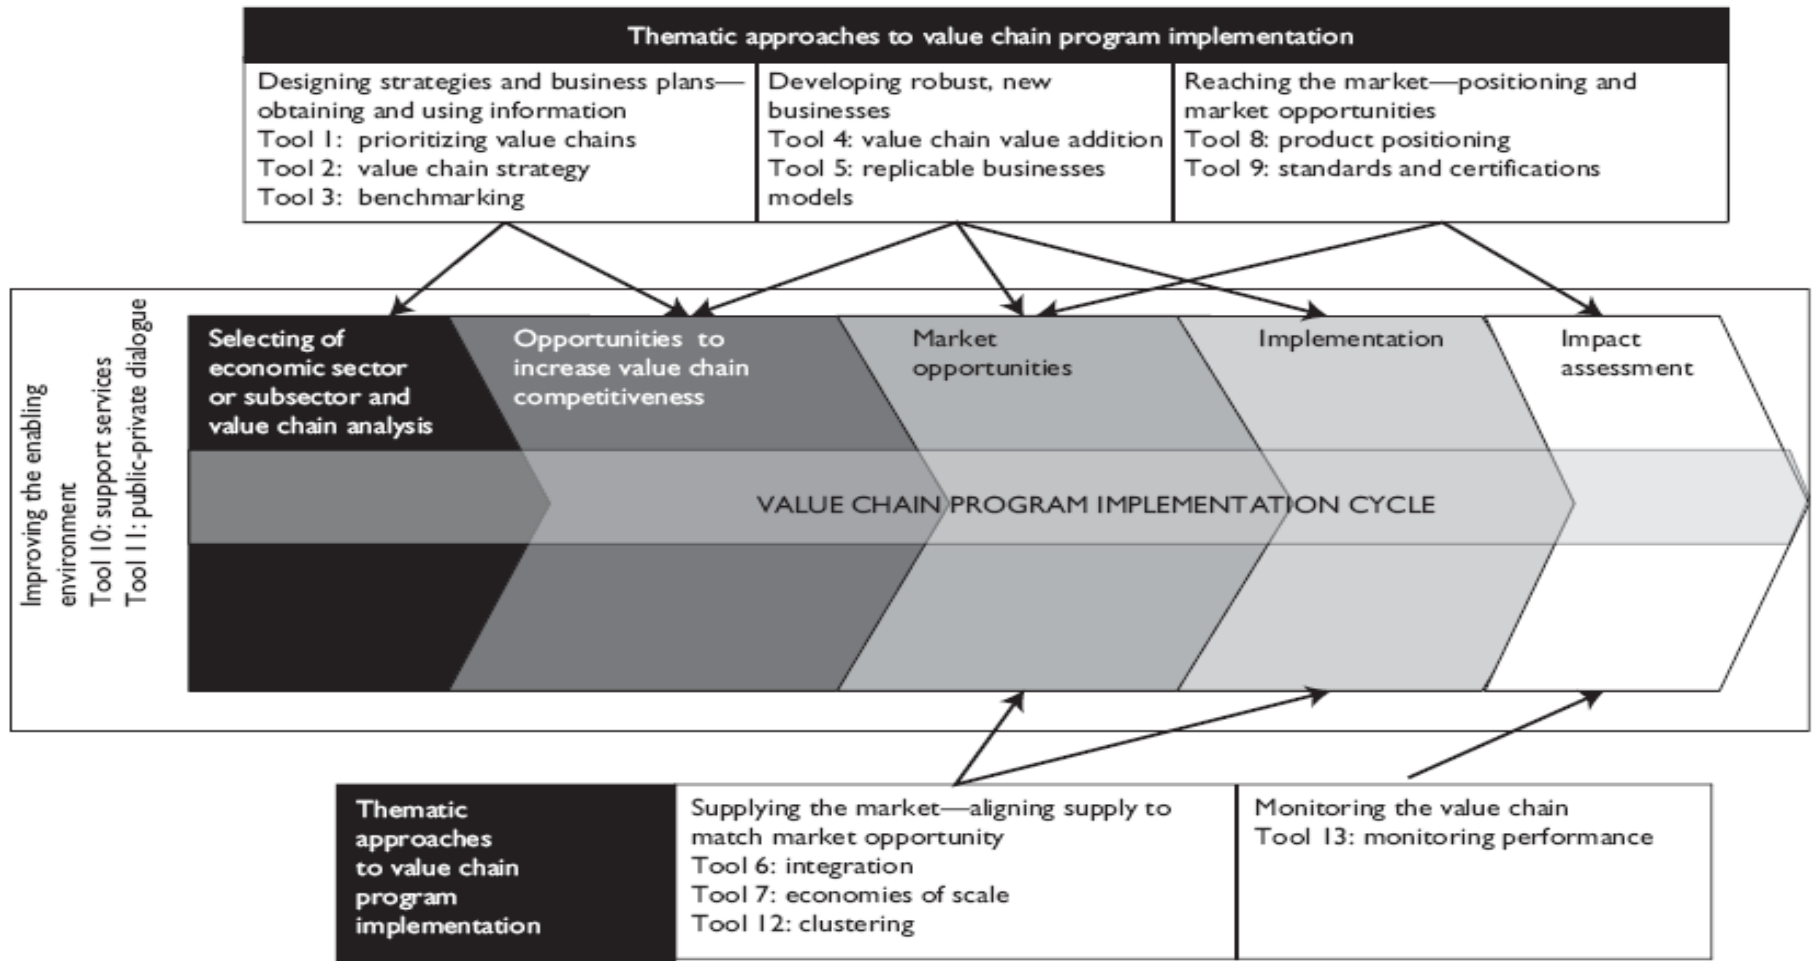 Thematic approaches to value chain program implementation
Designing strategies and business plans—
obtaining and using information
Tool 1: prioritizing value chains
Tool 2: value chain strategy
Tool 3: benchmarking
Developing robust, new
businesses
Tool 4: value chain value addition
Tool 5: replicable businesses
models
Reaching the market—positioning and
market opportunities
Tool 8: product positioning
Tool 9: standards and certifications
Improving the enabling
environment
Tool 10: support services
Tool 11: public-private dialogue
Selecting of
economic sector
or subsector and
value chain analysis
Opportunities to
increase value chain
competitiveness
Market
opportunities
Implementation
Impact
assessment
VALUE CHAIN PROGRAM IMPLEMENTATION CYCLE
Thematic
approaches
to value chain
program
implementation
Supplying the market—aligning supply to
match market opportunity
Tool 6: integration
Tool 7: economies of scale
Tool 12: clustering
Monitoring the value chain
Tool 13: monitoring performance